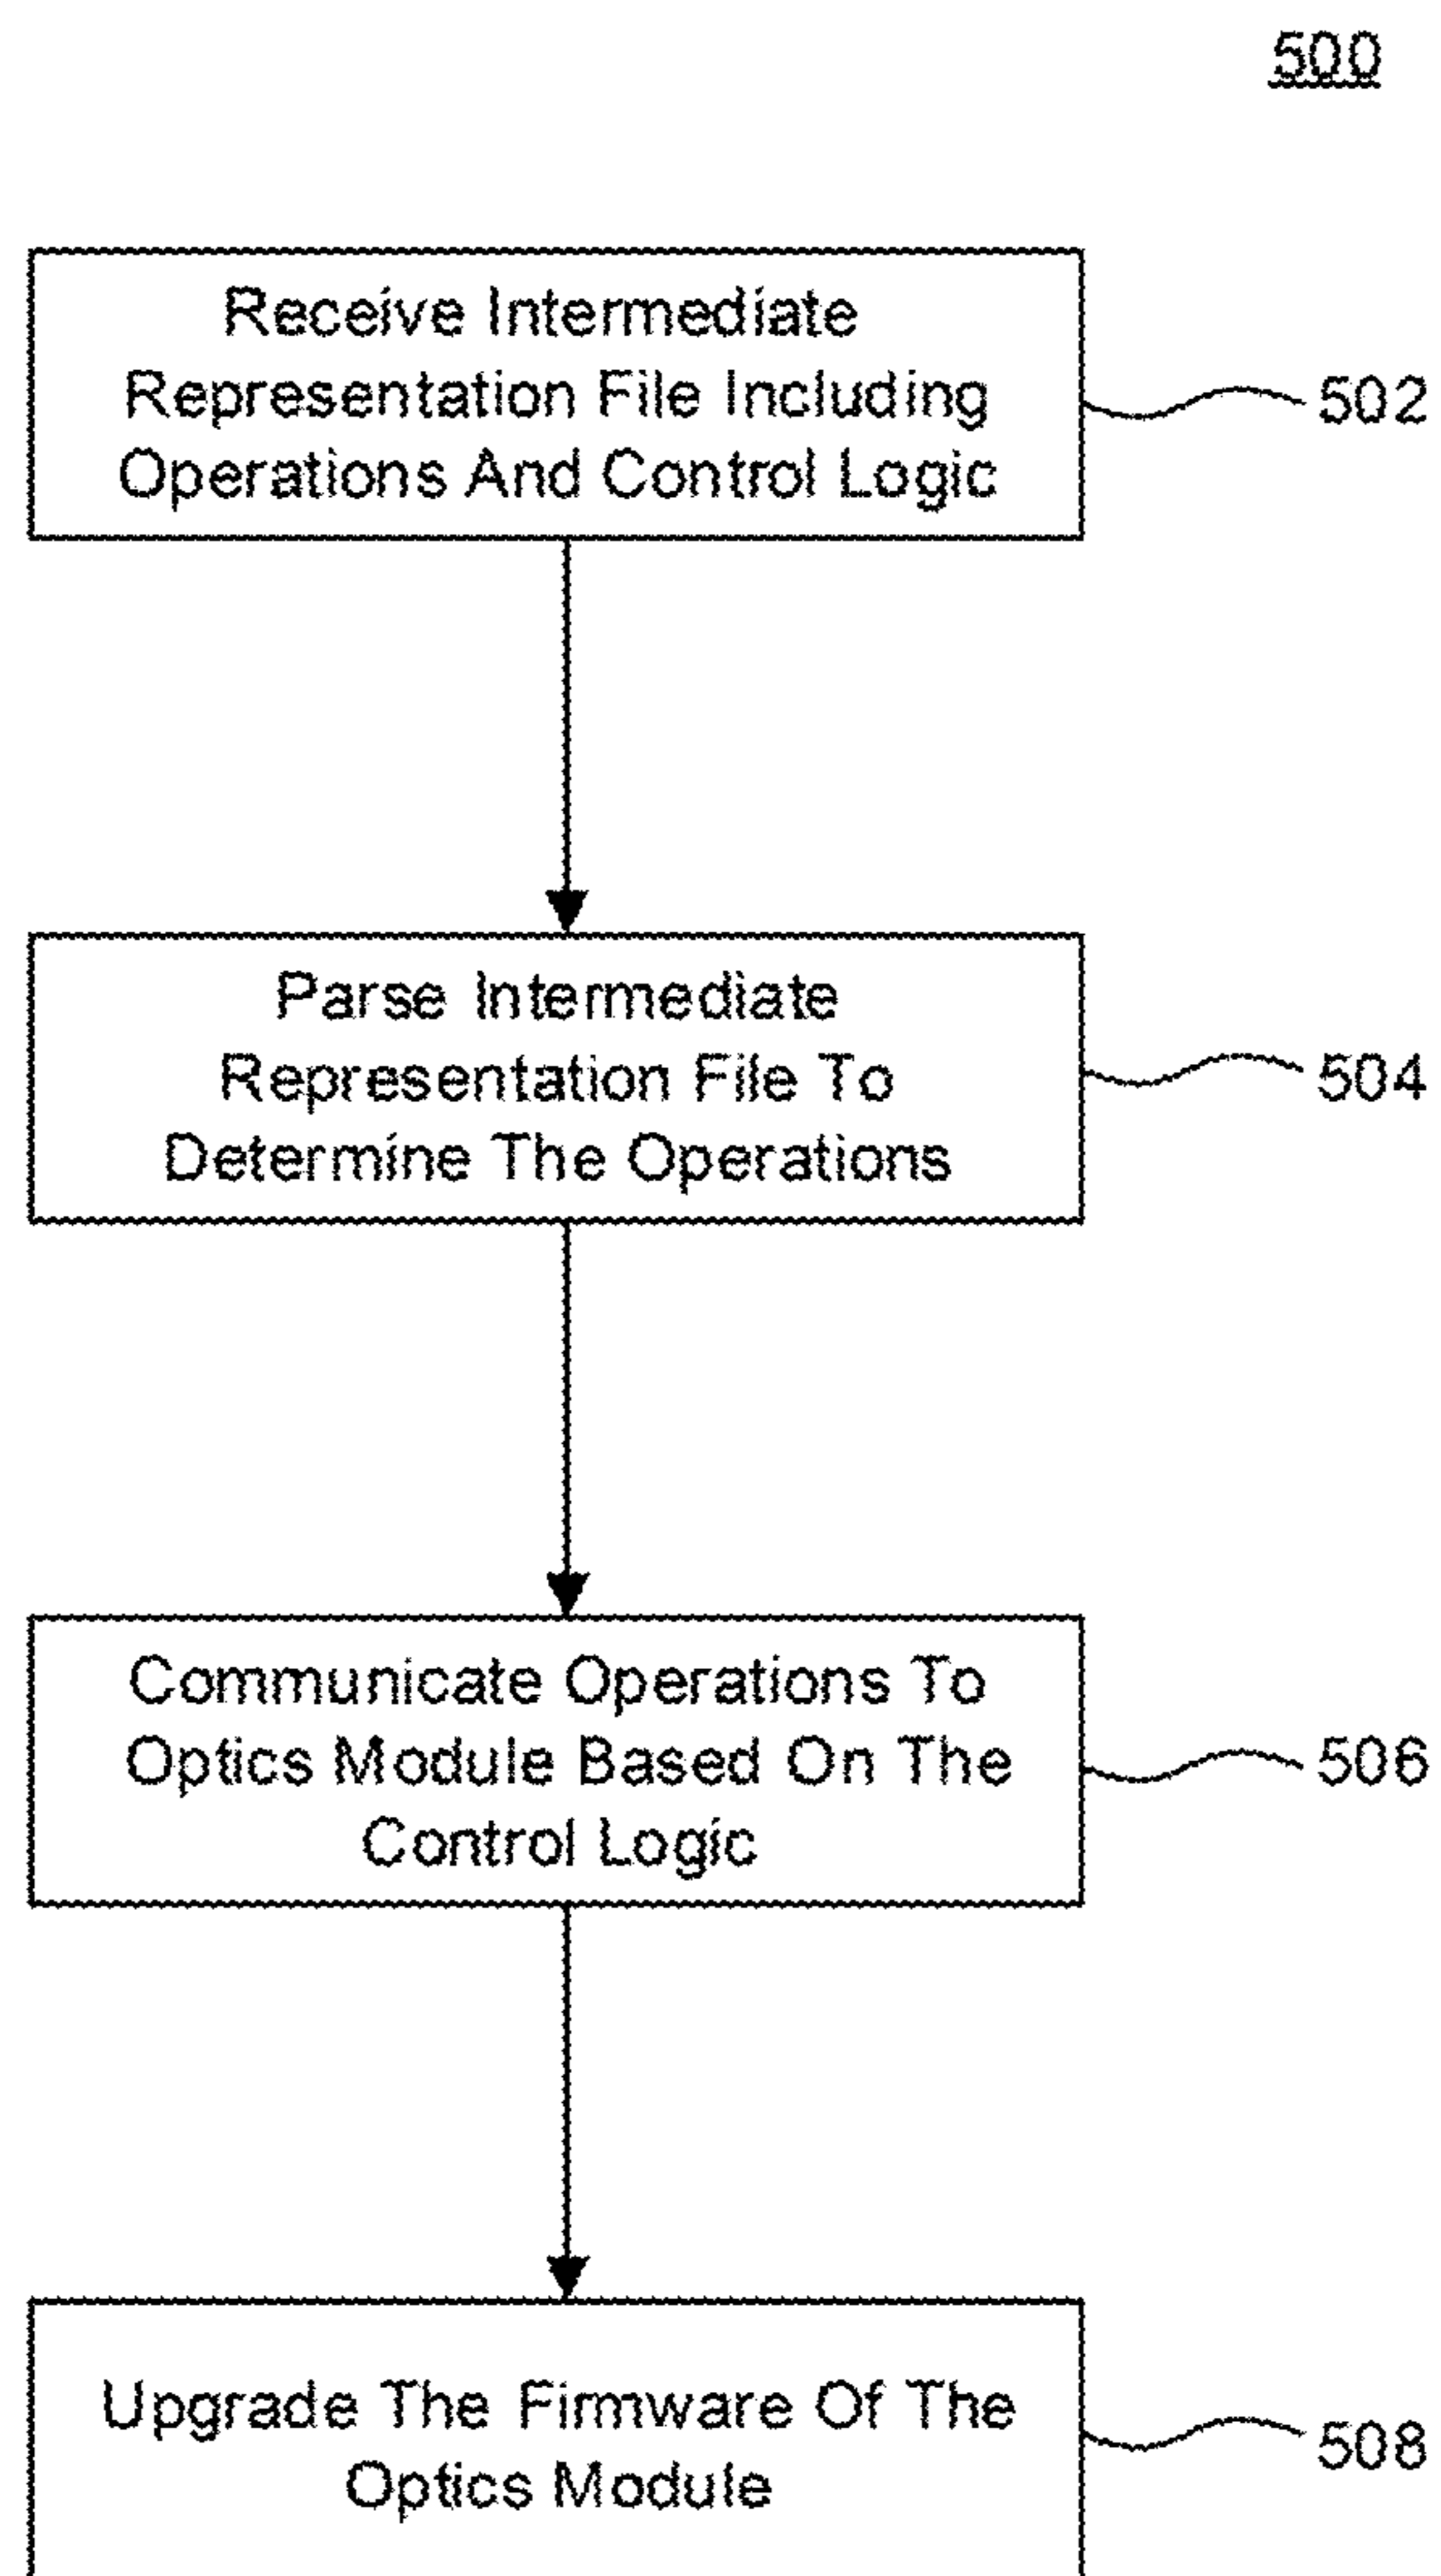 500
Receive Intermediate
Representation File Including
Operations And Control Logic
502
Parse Intermediate
Representation File To
Determine The Operations
504
Communicate Operations To
Optics Module Based On The
Control Logic
506
Upgrade The Firmware Of The
Optics Module
508